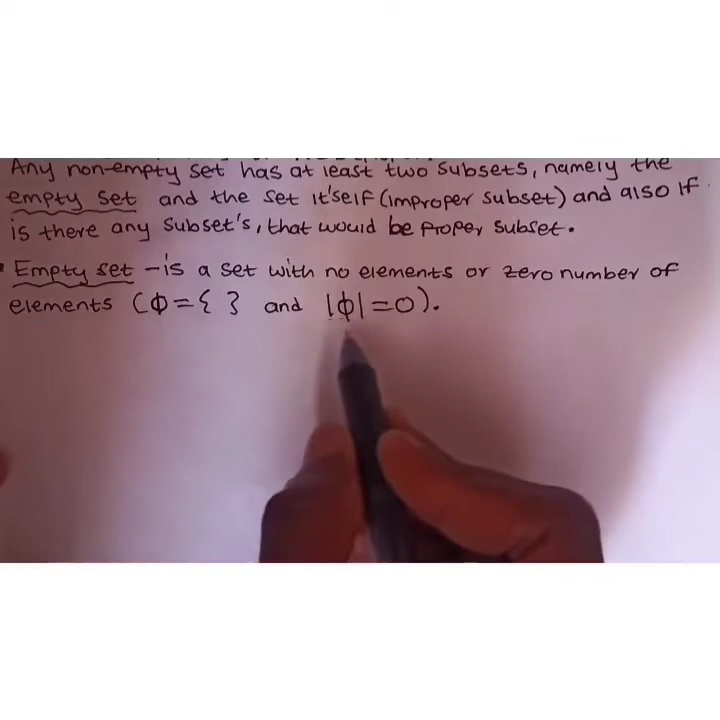 Any non-empty set has at least two subsets, namely the
empty set and the set it'self (improper subset) and also if
is there any subset's, that would be proper subset.
Empty set - is a set with no elements or zero number of
elements (Φ={ } and |Φ|=0).